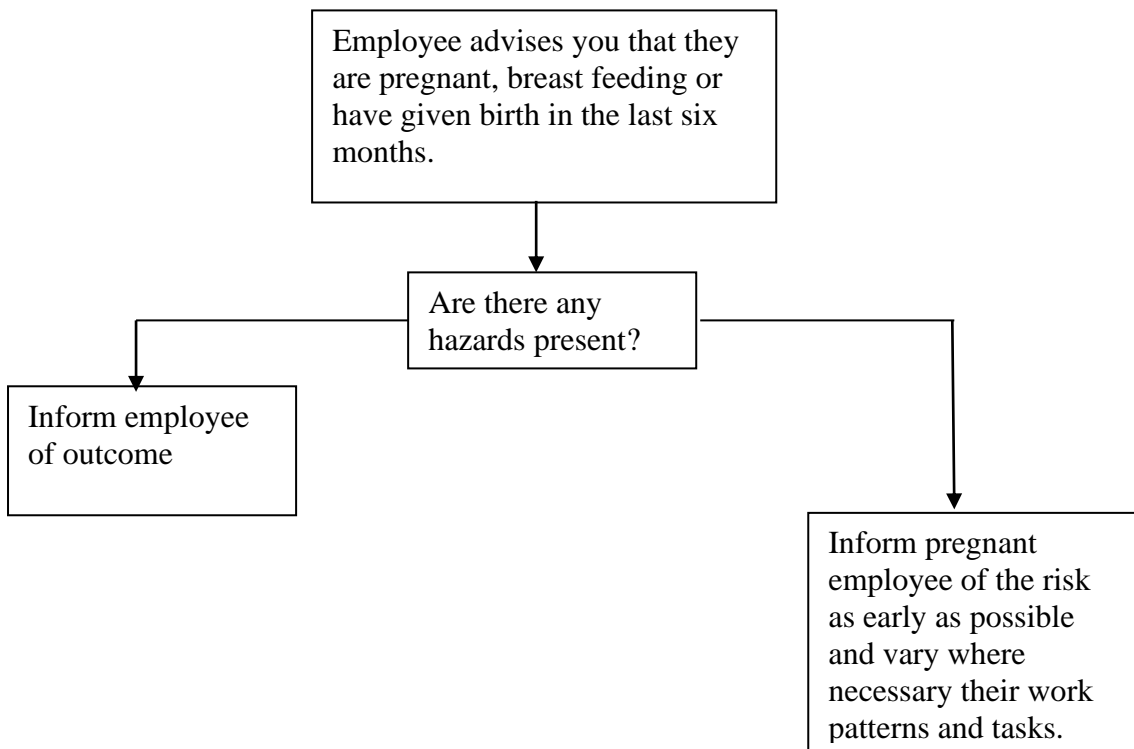 Employee advises you that they
are pregnant, breast feeding or
have given birth in the last six
months.
Are there any
hazards present?
Inform employee
of outcome
Inform pregnant
employee of the risk
as early as possible
and vary where
necessary their work
patterns and tasks.